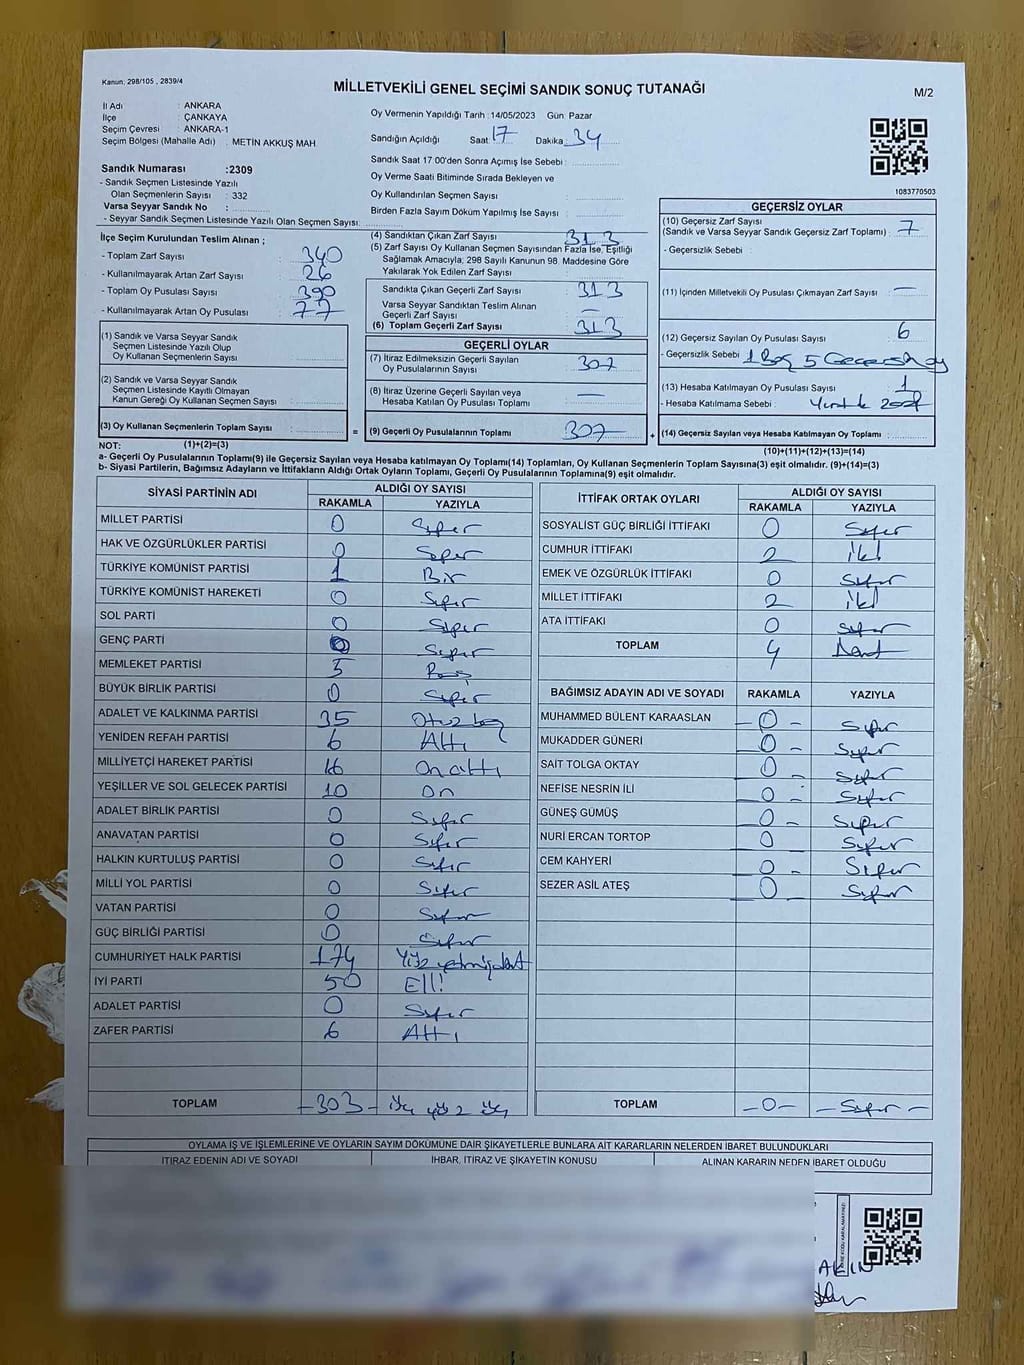 Kanun: 298/105 , 2839/4
MİLLETVEKİLİ GENEL SEÇİMİ SANDIK SONUÇ TUTANAĞI
M/2
İl Adı : ANKARA
İlçe : ÇANKAYA
Seçim Çevresi : ANKARA-1
Seçim Bölgesi (Mahalle Adı) : METİN AKKUŞ MAH.
Sandık Numarası :2309
- Sandık Seçmen Listesinde Yazılı
Olan Seçmenlerin Sayısı : 332
Varsa Seyyar Sandık No :
- Seyyar Sandık Seçmen Listesinde Yazılı Olan Seçmen Sayısı:
Oy Vermenin Yapıldığı Tarih : 14/05/2023 Gün: Pazar
Sandığın Açıldığı Saat: 17 Dakika: 34
Sandık Saat 17:00'den Sonra Açımış İse Sebebi :
Oy Verme Saati Bitiminde Sırada Bekleyen ve
Oy Kullandırılan Seçmen Sayısı :
Birden Fazla Sayım Döküm Yapılmış İse Sayısı :
1083770503
İlçe Seçim Kurulundan Teslim Alınan ;
- Toplam Zarf Sayısı : 340
- Kullanılmayarak Artan Zarf Sayısı : 26
- Toplam Oy Pusulası Sayısı : 390
- Kullanılmayarak Artan Oy Pusulası : 77
(4) Sandıktan Çıkan Zarf Sayısı : 313
(5) Zarf Sayısı Oy Kullanan Seçmen Sayısından Fazla İse, Eşitliği
Sağlamak Amacıyla; 298 Sayılı Kanunun 98. Maddesine Göre
Yakılarak Yok Edilen Zarf Sayısı :
Sandıkta Çıkan Geçerli Zarf Sayısı : 313
Varsa Seyyar Sandıktan Teslim Alınan
Geçerli Zarf Sayısı : —
(6) Toplam Geçerli Zarf Sayısı : 313
GEÇERSİZ OYLAR
(10) Geçersiz Zarf Sayısı
(Sandık ve Varsa Seyyar Sandık Geçersiz Zarf Toplamı) : 7
- Geçersizlik Sebebi :
(11) İçinden Milletvekili Oy Pusulası Çıkmayan Zarf Sayısı : —
(12) Geçersiz Sayılan Oy Pusulası Sayısı : 6
- Geçersizlik Sebebi : 1 Boş 5 Geçersiz oy
(13) Hesaba Katılmayan Oy Pusulası Sayısı : 1
- Hesaba Katılmama Sebebi : Yırtık zarf
(14) Geçersiz Sayılan veya Hesaba Katılmayan Oy Toplamı :
(1) Sandık ve Varsa Seyyar Sandık
Seçmen Listesinde Yazılı Olup
Oy Kullanan Seçmenlerin Sayısı :
(2) Sandık ve Varsa Seyyar Sandık
Seçmen Listesinde Kayıtlı Olmayan
Kanun Gereği Oy Kullanan Seçmen Sayısı :
(3) Oy Kullanan Seçmenlerin Toplam Sayısı :
=
GEÇERLİ OYLAR
(7) İtiraz Edilmeksizin Geçerli Sayılan
Oy Pusulalarının Sayısı : 307
(8) İtiraz Üzerine Geçerli Sayılan veya
Hesaba Katılan Oy Pusulası Toplamı : —
(9) Geçerli Oy Pusulalarının Toplamı : 307
+
NOT: (1)+(2)=(3)
(10)+(11)+(12)+(13)=(14)
a- Geçerli Oy Pusulalarının Toplamı(9) ile Geçersiz Sayılan veya Hesaba katılmayan Oy Toplamı(14) Toplamları, Oy Kullanan Seçmenlerin Toplam Sayısına(3) eşit olmalıdır. (9)+(14)=(3)
b- Siyasi Partilerin, Bağımsız Adayların ve İttifakların Aldığı Ortak Oyların Toplamı, Geçerli Oy Pusulalarının Toplamına(9) eşit olmalıdır.
SİYASİ PARTİNİN ADI ALDIĞI OY SAYISI
RAKAMLA YAZIYLA
MİLLET PARTİSİ 0 Sıfır
HAK VE ÖZGÜRLÜKLER PARTİSİ 0 Sıfır
TÜRKİYE KOMÜNİST PARTİSİ 1 Bir
TÜRKİYE KOMÜNİST HAREKETİ 0 Sıfır
SOL PARTİ 0 Sıfır
GENÇ PARTİ 0 Sıfır
MEMLEKET PARTİSİ 5 Beş
BÜYÜK BİRLİK PARTİSİ 0 Sıfır
ADALET VE KALKINMA PARTİSİ 35 Otuz beş
YENİDEN REFAH PARTİSİ 6 Altı
MİLLİYETÇİ HAREKET PARTİSİ 16 On altı
YEŞİLLER VE SOL GELECEK PARTİSİ 10 On
ADALET BİRLİK PARTİSİ 0 Sıfır
ANAVATAN PARTİSİ 0 Sıfır
HALKIN KURTULUŞ PARTİSİ 0 Sıfır
MİLLİ YOL PARTİSİ 0 Sıfır
VATAN PARTİSİ 0 Sıfır
GÜÇ BİRLİĞİ PARTİSİ 0 Sıfır
CUMHURİYET HALK PARTİSİ 174 Yüz yetmişdört
İYİ PARTİ 50 Elli
ADALET PARTİSİ 0 Sıfır
ZAFER PARTİSİ 6 Altı
TOPLAM -303- üç yüz üç
İTTİFAK ORTAK OYLARI ALDIĞI OY SAYISI
RAKAMLA YAZIYLA
SOSYALİST GÜÇ BİRLİĞİ İTTİFAKI 0 Sıfır
CUMHUR İTTİFAKI 2 İki
EMEK VE ÖZGÜRLÜK İTTİFAKI 0 Sıfır
MİLLET İTTİFAKI 2 İki
ATA İTTİFAKI 0 Sıfır
TOPLAM 4 Dört
BAĞIMSIZ ADAYIN ADI VE SOYADI RAKAMLA YAZIYLA
MUHAMMED BÜLENT KARAASLAN -0- Sıfır
MUKADDER GÜNERİ 0 - Sıfır
SAİT TOLGA OKTAY 0 - Sıfır
NEFİSE NESRİN İLİ 0 - Sıfır
GÜNEŞ GÜMÜŞ 0 - Sıfır
NURİ ERCAN TORTOP 0 Sıfır
CEM KAHYERİ 0 - Sıfır
SEZER ASİL ATEŞ 0 Sıfır
TOPLAM -0- -Sıfır-
OYLAMA İŞ VE İŞLEMLERİNE VE OYLARIN SAYIM DÖKÜMÜNE DAİR ŞİKAYETLERLE BUNLARA AİT KARARLARIN NELERDEN İBARET BULUNDUKLARI
İTİRAZ EDENİN ADI VE SOYADI İHBAR, İTİRAZ VE ŞİKAYETİN KONUSU ALINAN KARARIN NEDEN İBARET OLDUĞU
AKIN